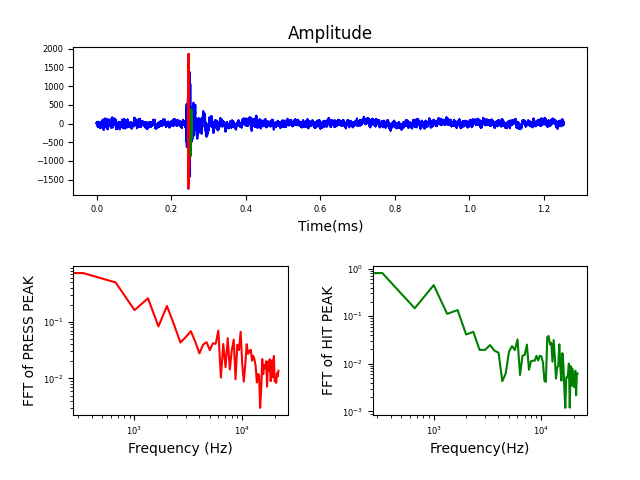 Amplitude
2000
1500
1000
500
0
−500
−1000
−1500
0.0 0.2 0.4 0.6 0.8 1.0 1.2
Time(ms)
FFT of PRESS PEAK
10⁻¹
10⁻²
10³ 10⁴
Frequency (Hz)
FFT of HIT PEAK
10⁰
10⁻¹
10⁻²
10⁻³
10³ 10⁴
Frequency(Hz)